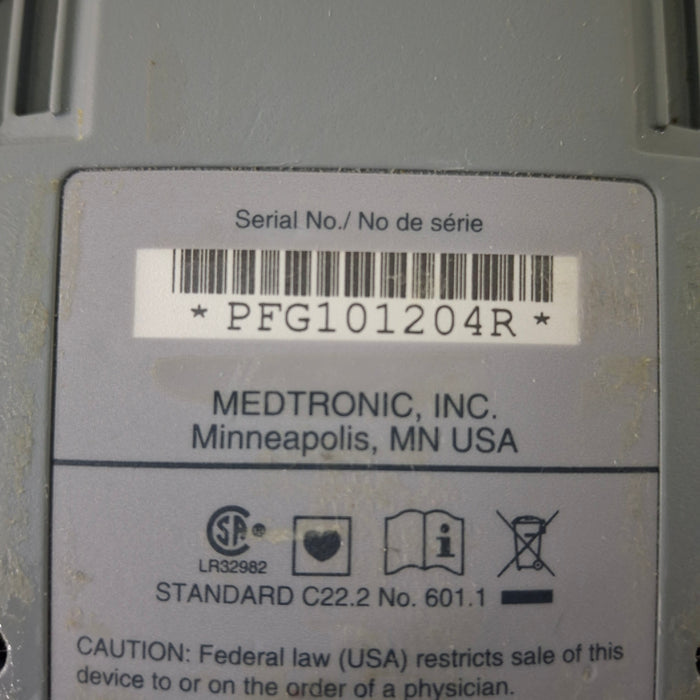 Serial No./ No de série
* PFG101204R *
MEDTRONIC, INC.
Minneapolis, MN USA
SA
LR32982
i
STANDARD C22.2 No. 601.1
CAUTION: Federal law (USA) restricts sale of this
device to or on the order of a physician.